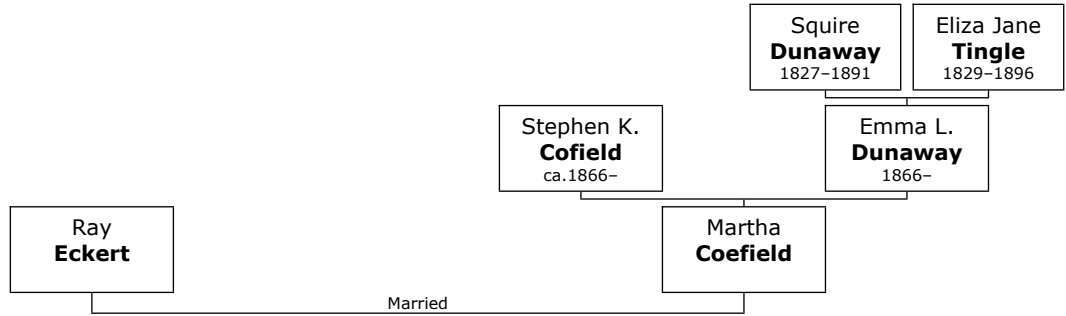 Squire
Dunaway
1827–1891
Eliza Jane
Tingle
1829–1896
Stephen K.
Cofield
ca.1866–
Emma L.
Dunaway
1866–
Ray
Eckert
Martha
Coefield
Married